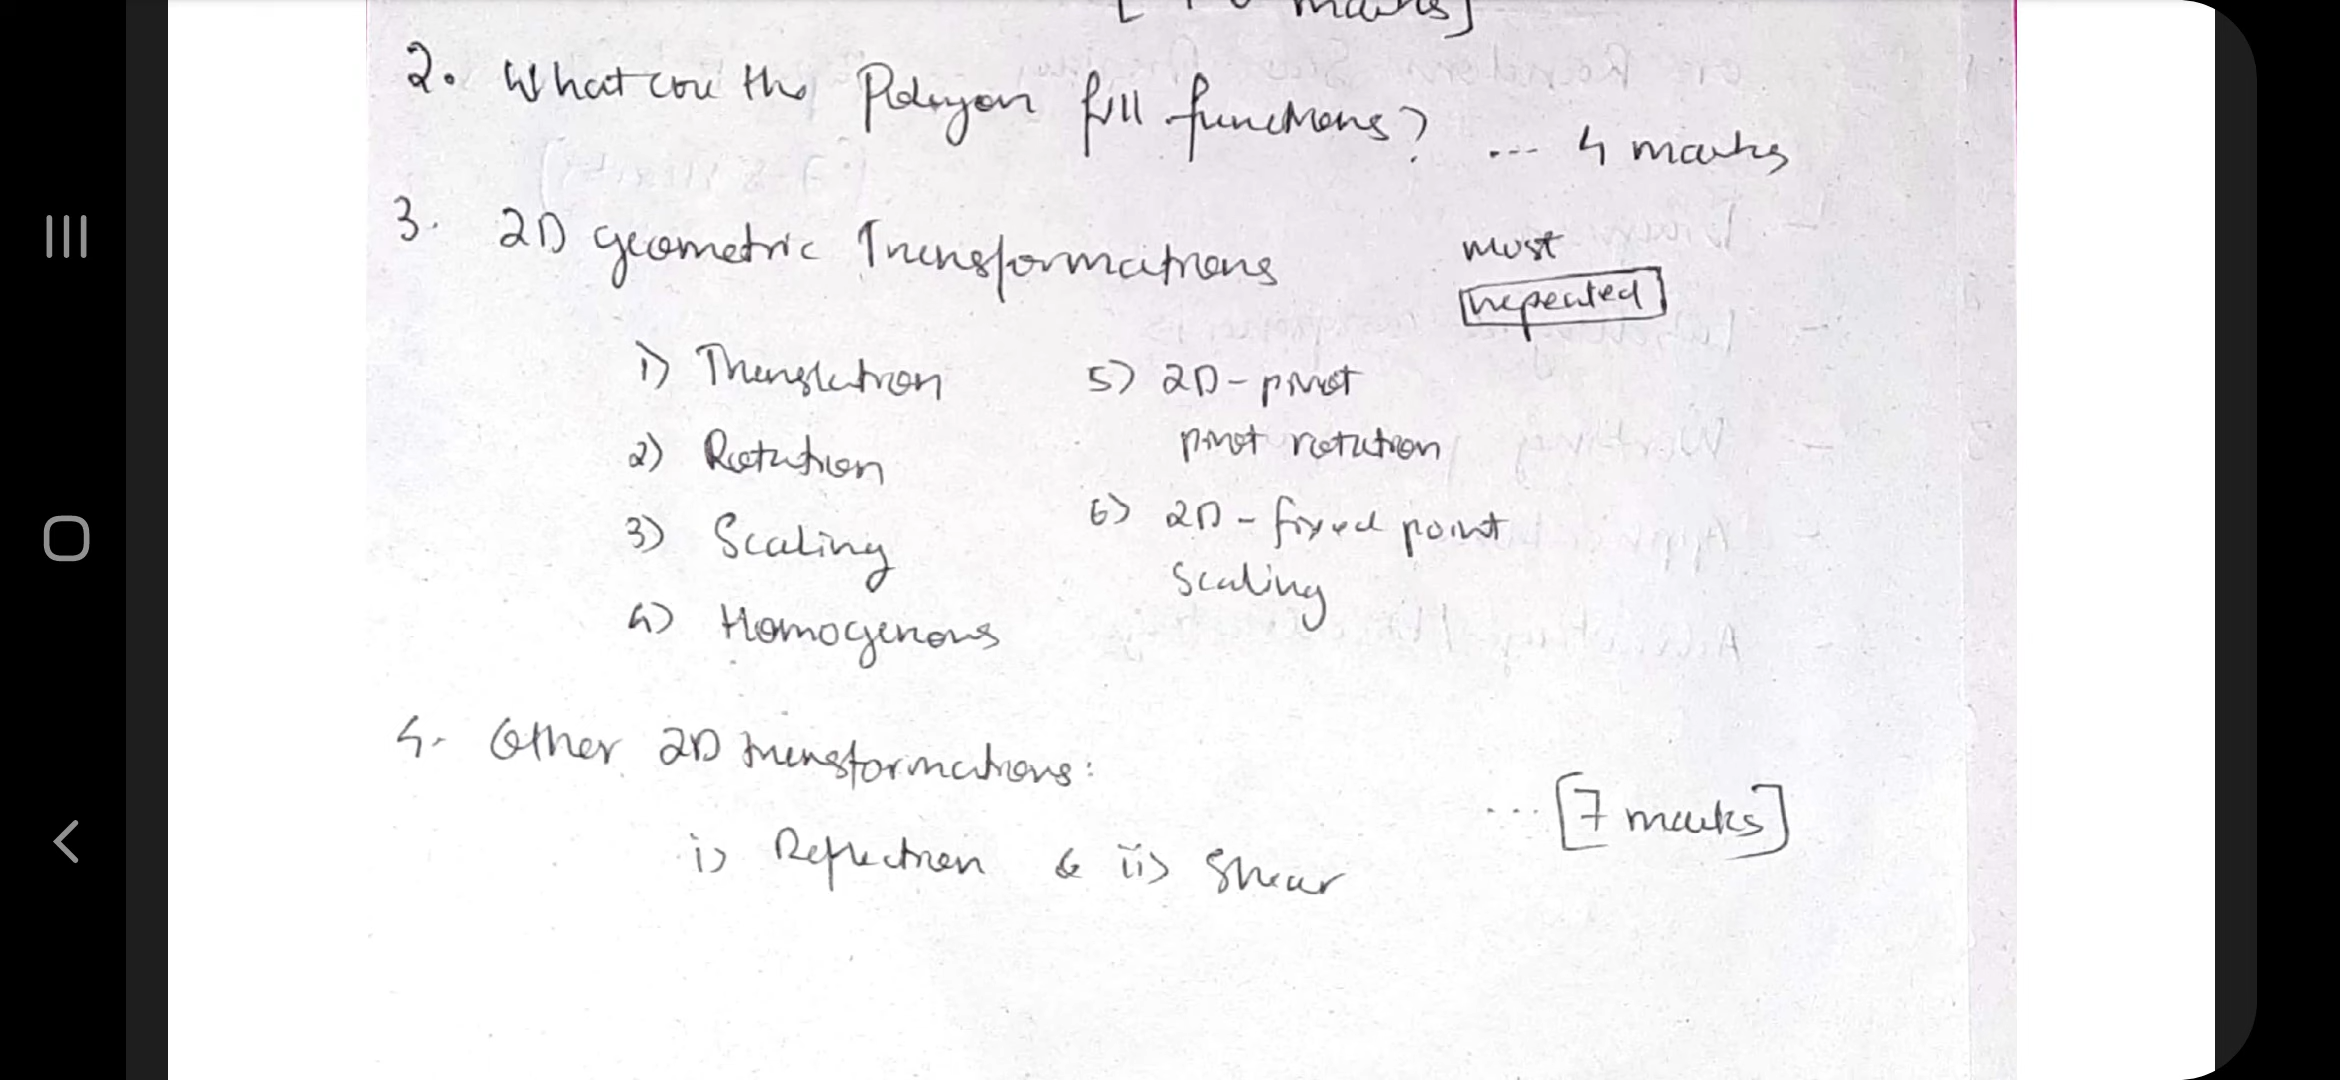 marks]
2. What are the Polygon fill functions? ... 4 marks
3. 2D geometric Transformations
most
repeated
1) Translation
2) Rotation
3) Scaling
4) Homogenous
5) 2D-pivot
pivot rotation
6) 2D-fixed point
Scaling
4. Other 2D transformations:
... [7 marks]
i) Reflection & ii) Shear